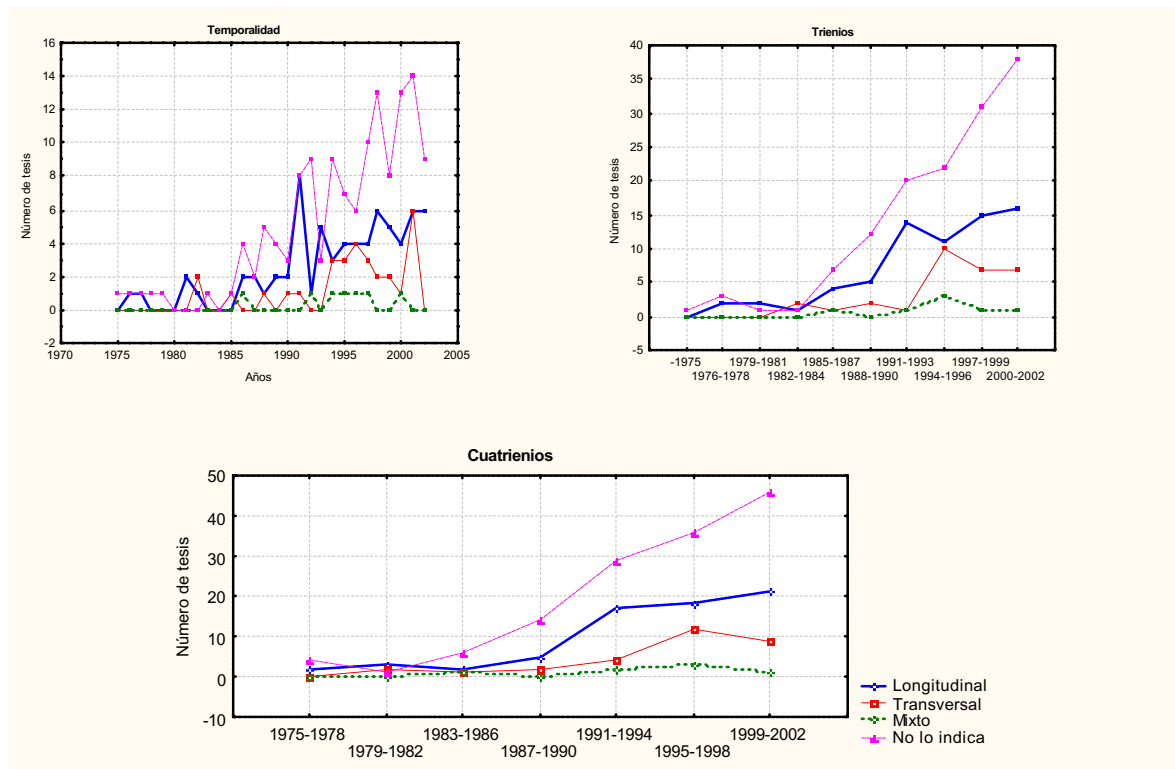 Temporalidad
16
14
12
10
8
6
4
2
0
-2
1970 1975 1980 1985 1990 1995 2000 2005
Número de tesis
Años
Trienios
40
35
30
25
20
15
10
5
0
-5
Número de tesis
-1975 1979-1981 1985-1987 1991-1993 1997-1999
1976-1978 1982-1984 1988-1990 1994-1996 2000-2002
Cuatrienios
50
40
30
20
10
0
-10
Número de tesis
1975-1978 1983-1986 1991-1994 1999-2002
1979-1982 1987-1990 1995-1998
Longitudinal
Transversal
Mixto
No lo indica